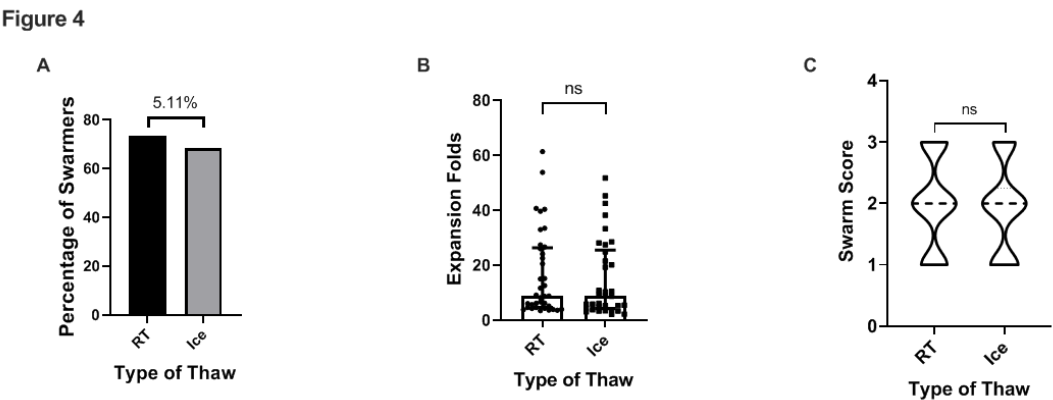 Figure 4
A
Percentage of Swarmers
80
60
40
20
0
5.11%
RT
Ice
Type of Thaw
B
Expansion Folds
80
60
40
20
0
ns
RT
Ice
Type of Thaw
C
Swarm Score
4
3
2
1
0
ns
RT
Ice
Type of Thaw